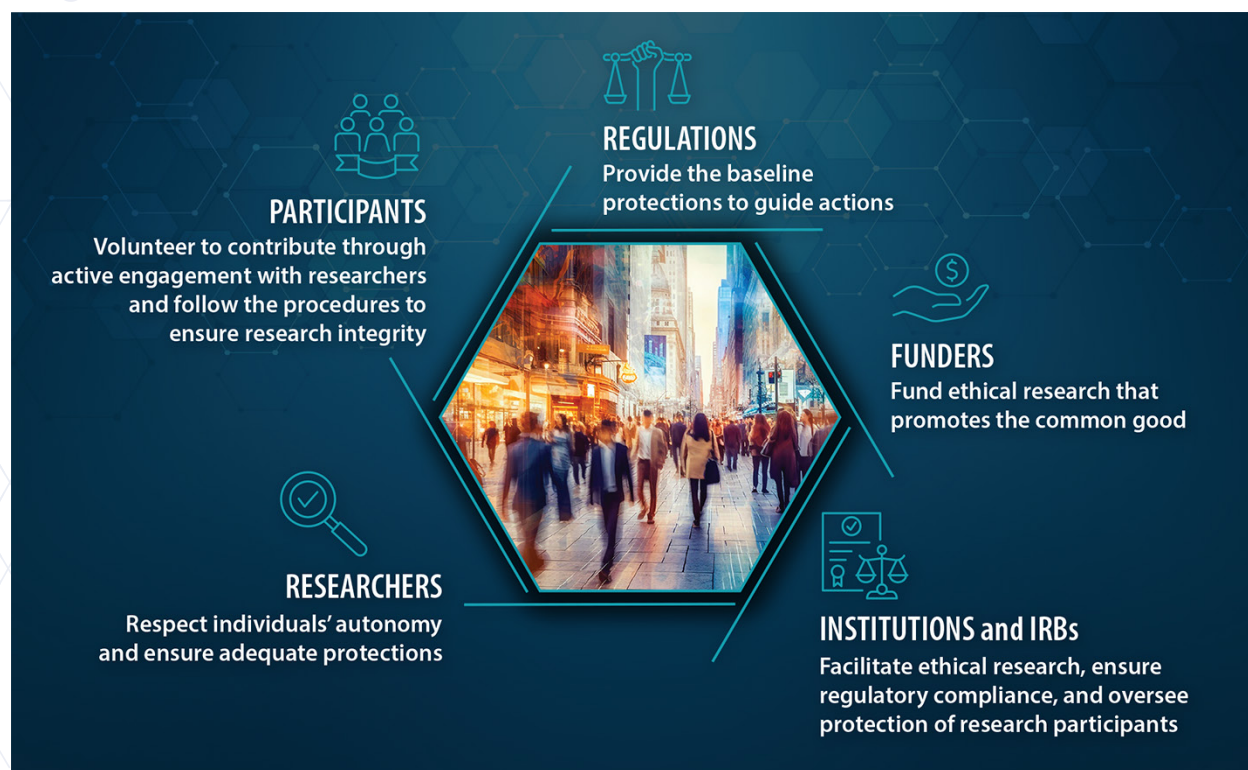 REGULATIONS
Provide the baseline
protections to guide actions
PARTICIPANTS
Volunteer to contribute through
active engagement with researchers
and follow the procedures to
ensure research integrity
$
FUNDERS
Fund ethical research that
promotes the common good
RESEARCHERS
Respect individuals’ autonomy
and ensure adequate protections
INSTITUTIONS and IRBs
Facilitate ethical research, ensure
regulatory compliance, and oversee
protection of research participants